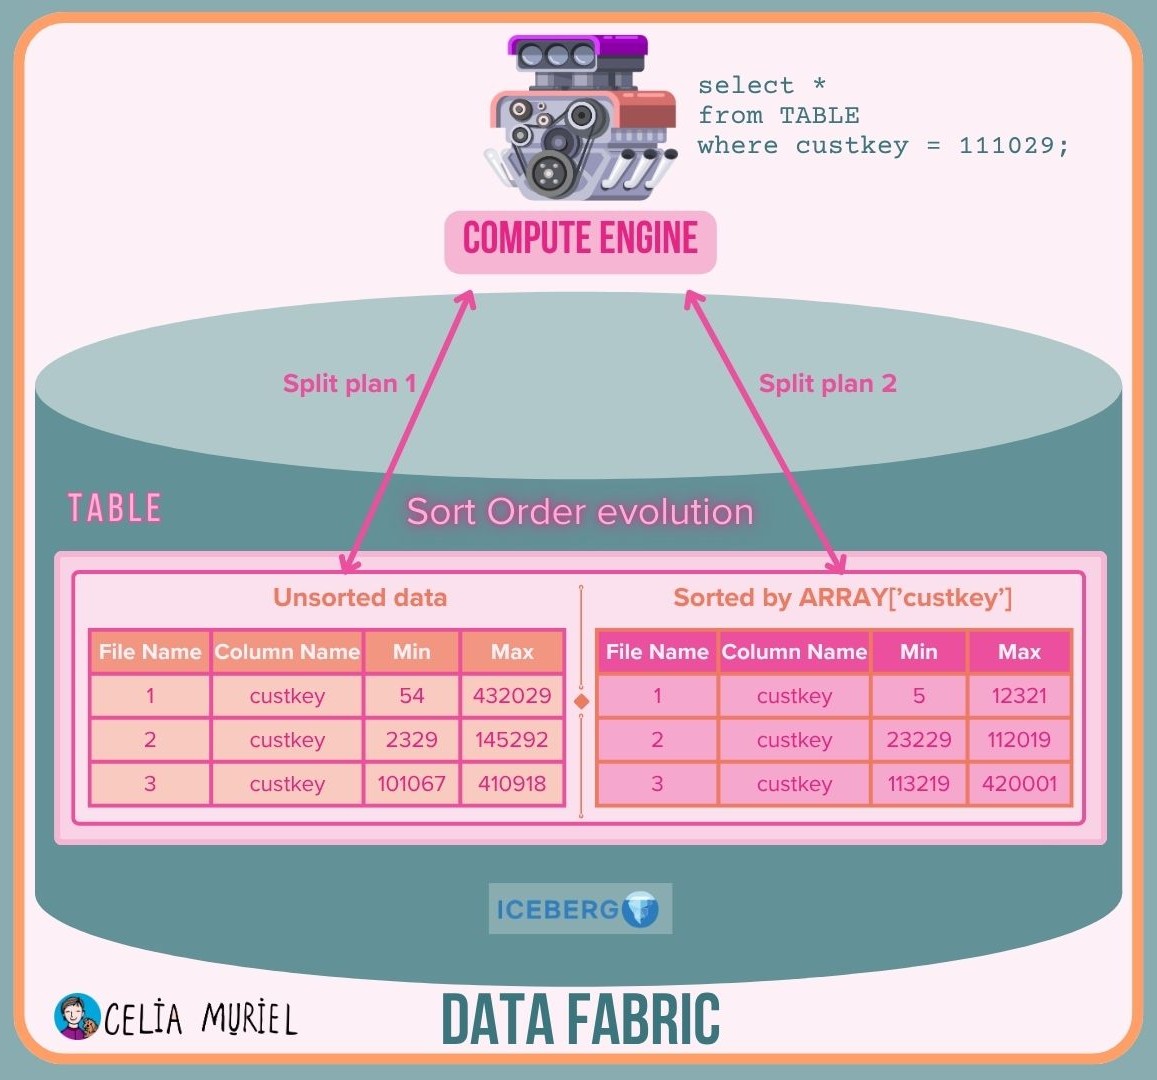 select *
from TABLE
where custkey = 111029;
COMPUTE ENGINE
Split plan 1
Split plan 2
TABLE
Sort Order evolution
Unsorted data
File Name Column Name Min Max
1 custkey 54 432029
2 custkey 2329 145292
3 custkey 101067 410918
Sorted by ARRAY['custkey']
File Name Column Name Min Max
1 custkey 5 12321
2 custkey 23229 112019
3 custkey 113219 420001
ICEBERG
CELIA MURIEL
DATA FABRIC